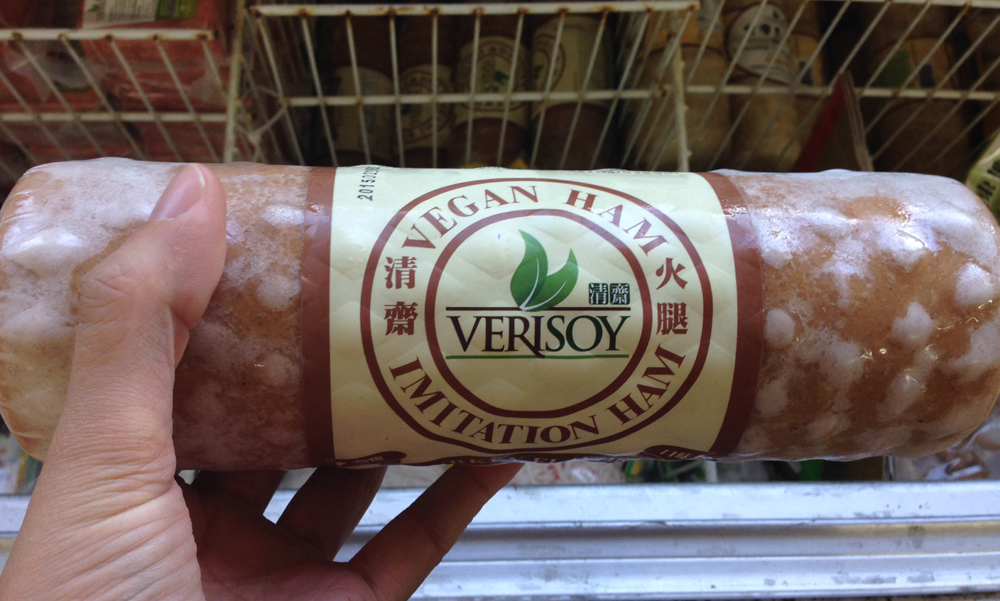 VEGAN HAM
清齋
火腿
清齋
VERISOY
IMITATION HAM